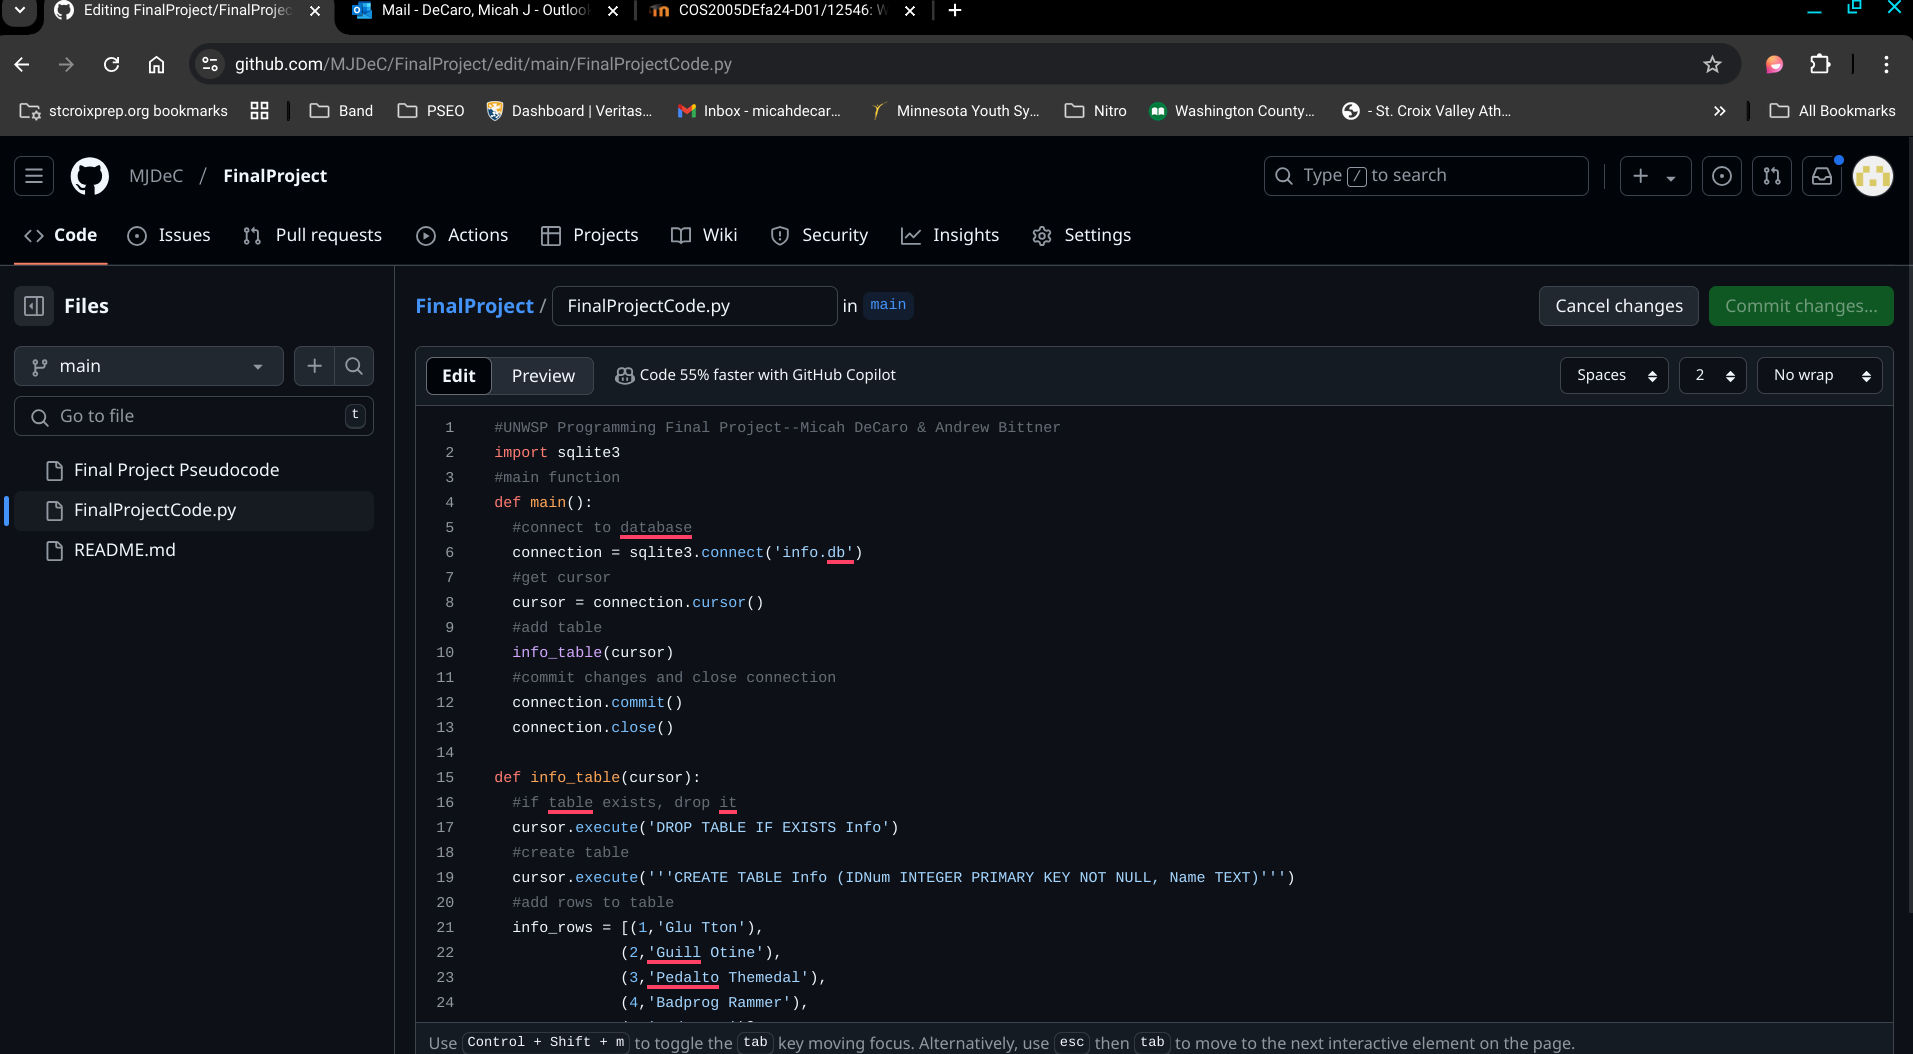 Editing FinalProject/FinalProjec
Mail - DeCaro, Micah J - Outloo
COS2005DEfa24-D01/12546: W
github.com/MJDeC/FinalProject/edit/main/FinalProjectCode.py
stcroixprep.org bookmarks
Band
PSEO
Dashboard | Veritas...
Inbox - micahdecar...
Minnesota Youth Sy...
Nitro
Washington County...
- St. Croix Valley Ath...
All Bookmarks
MJDeC / FinalProject
Type / to search
Code
Issues
Pull requests
Actions
Projects
Wiki
Security
Insights
Settings
Files
FinalProject / FinalProjectCode.py in main
Cancel changes
Commit changes...
main
Go to file
t
Final Project Pseudocode
FinalProjectCode.py
README.md
Edit
Preview
Code 55% faster with GitHub Copilot
Spaces
2
No wrap
1 #UNWSP Programming Final Project--Micah DeCaro & Andrew Bittner
2 import sqlite3
3 #main function
4 def main():
5 #connect to database
6 connection = sqlite3.connect('info.db')
7 #get cursor
8 cursor = connection.cursor()
9 #add table
10 info_table(cursor)
11 #commit changes and close connection
12 connection.commit()
13 connection.close()
14
15 def info_table(cursor):
16 #if table exists, drop it
17 cursor.execute('DROP TABLE IF EXISTS Info')
18 #create table
19 cursor.execute('''CREATE TABLE Info (IDNum INTEGER PRIMARY KEY NOT NULL, Name TEXT)''')
20 #add rows to table
21 info_rows = [(1,'Glu Tton'),
22 (2,'Guill Otine'),
23 (3,'Pedalto Themedal'),
24 (4,'Badprog Rammer'),
Use Control + Shift + m to toggle the tab key moving focus. Alternatively, use esc then tab to move to the next interactive element on the page.